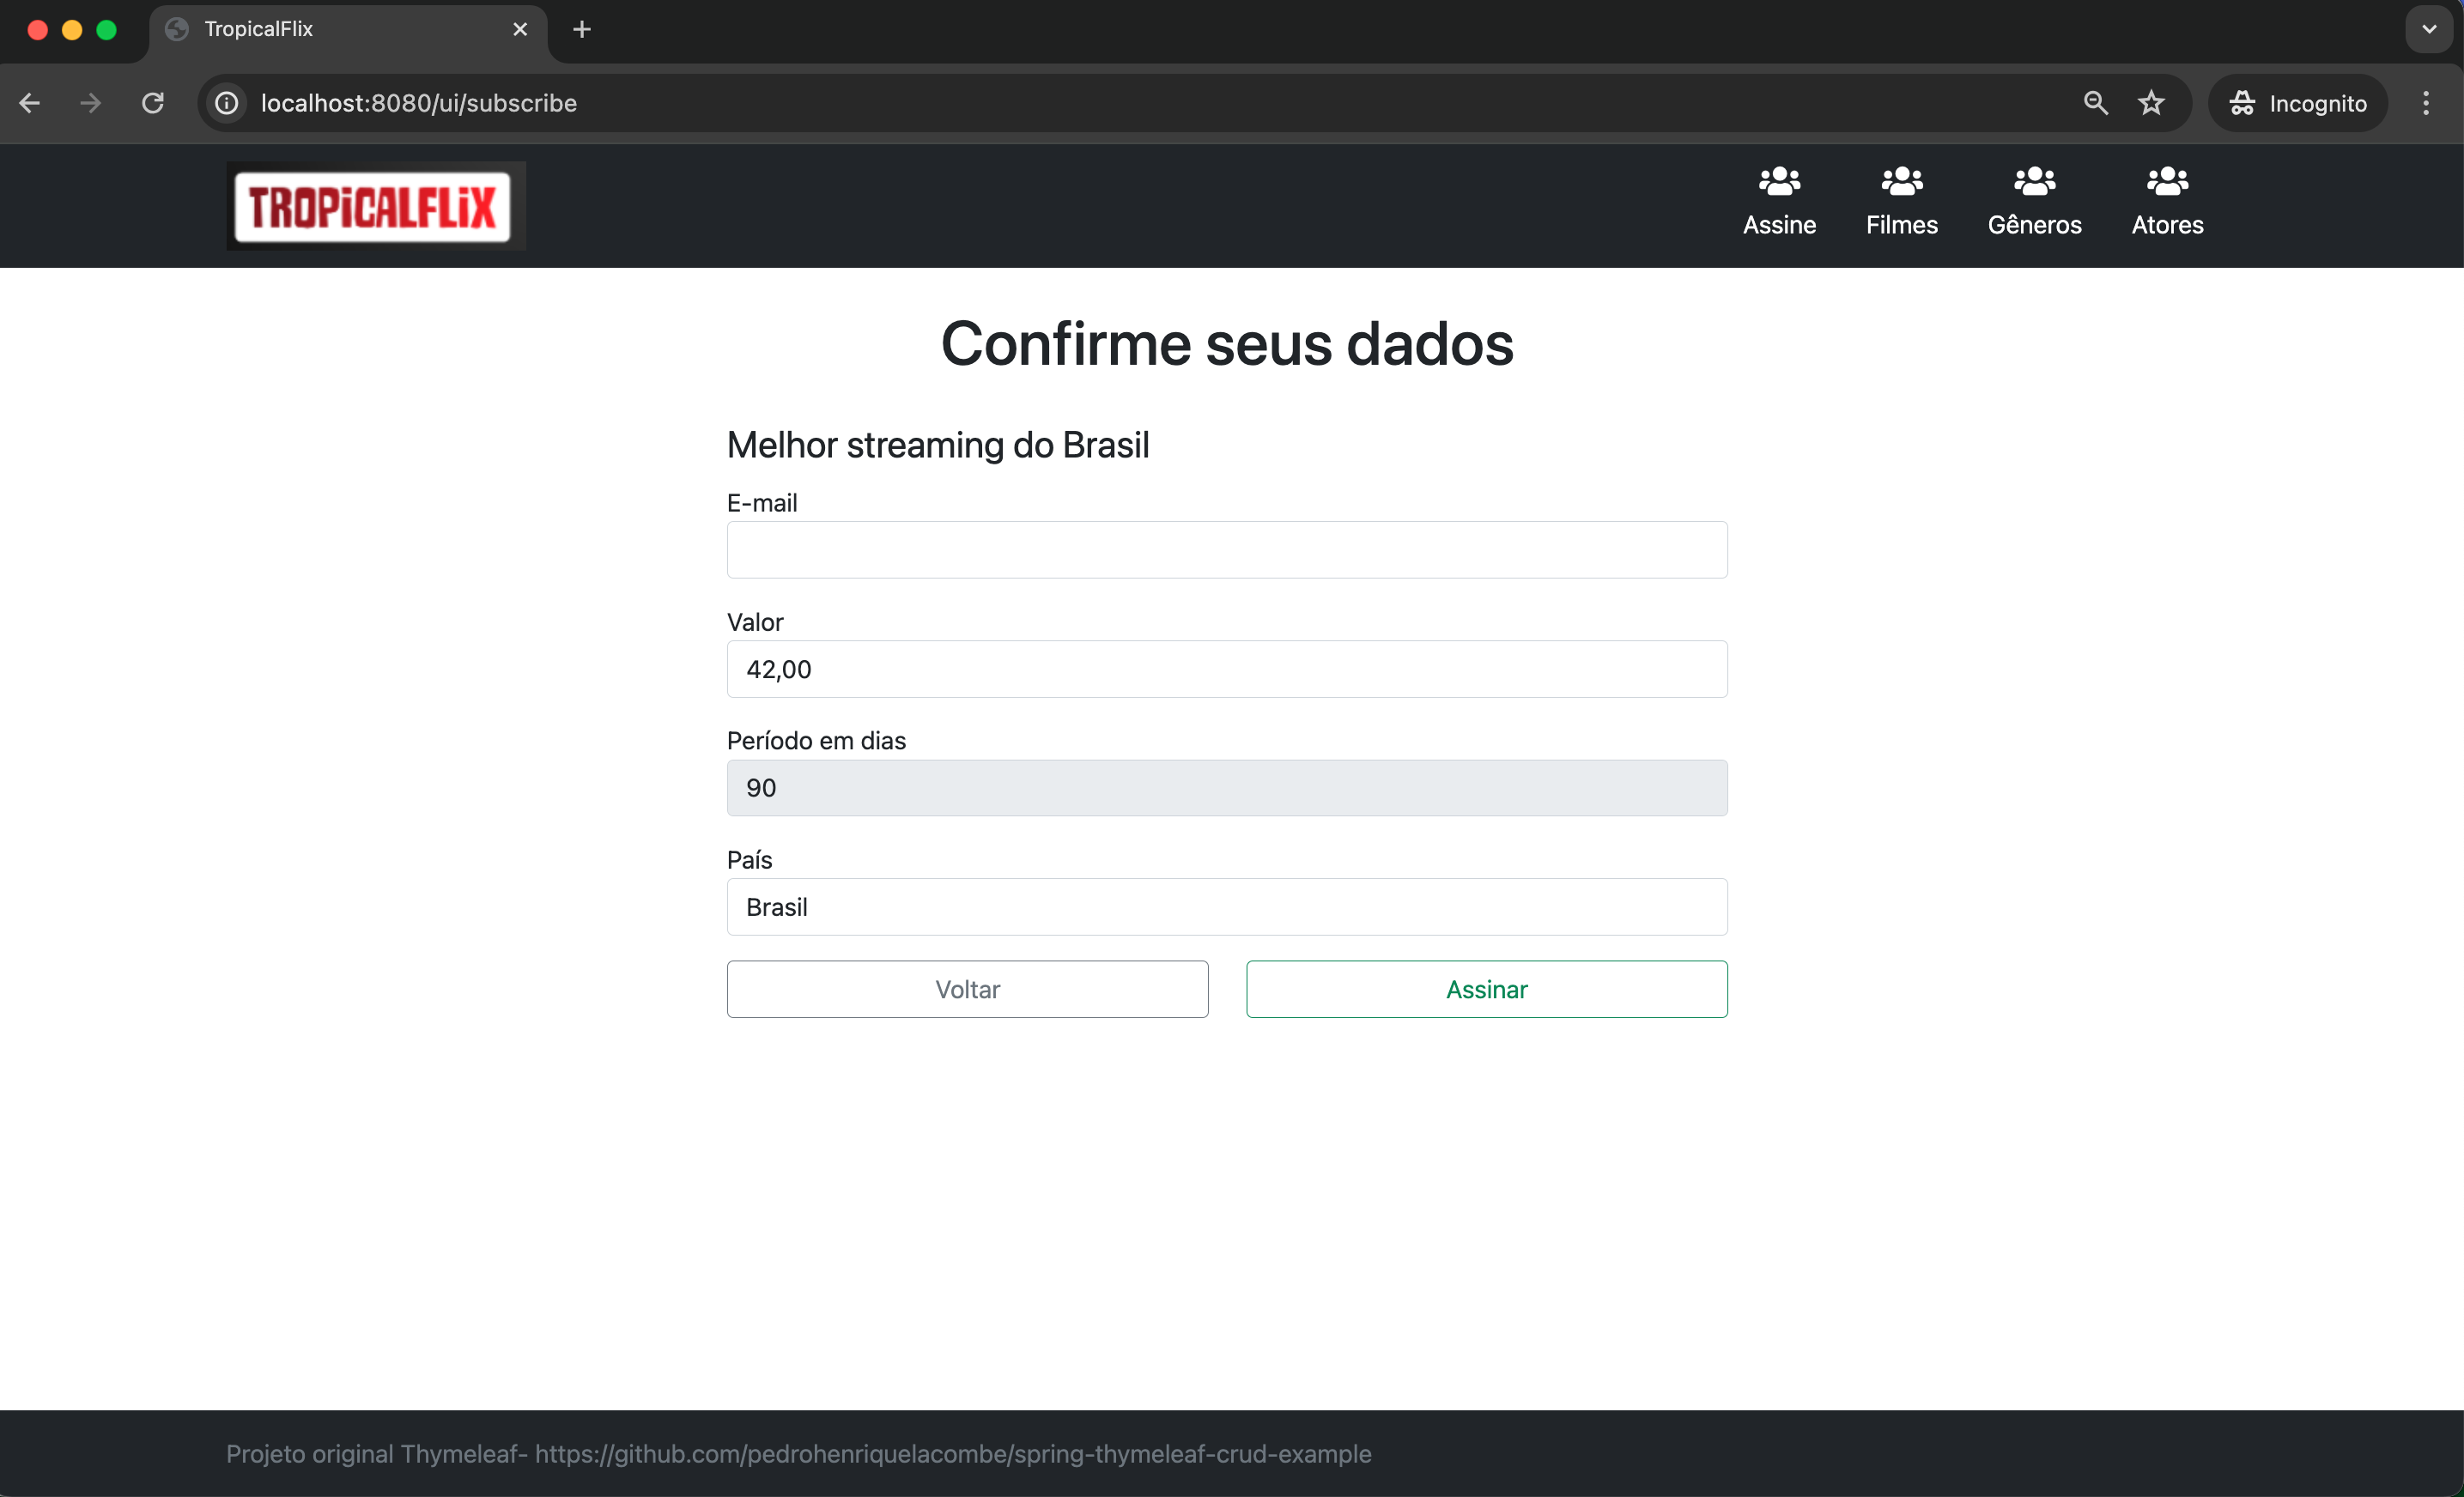 TropicalFlix
localhost:8080/ui/subscribe
Incognito
TROPiCALFLiX
Assine
Filmes
Gêneros
Atores
Confirme seus dados
Melhor streaming do Brasil
E-mail
Valor
42,00
Período em dias
90
País
Brasil
Voltar
Assinar
Projeto original Thymeleaf- https://github.com/pedrohenriquelacombe/spring-thymeleaf-crud-example